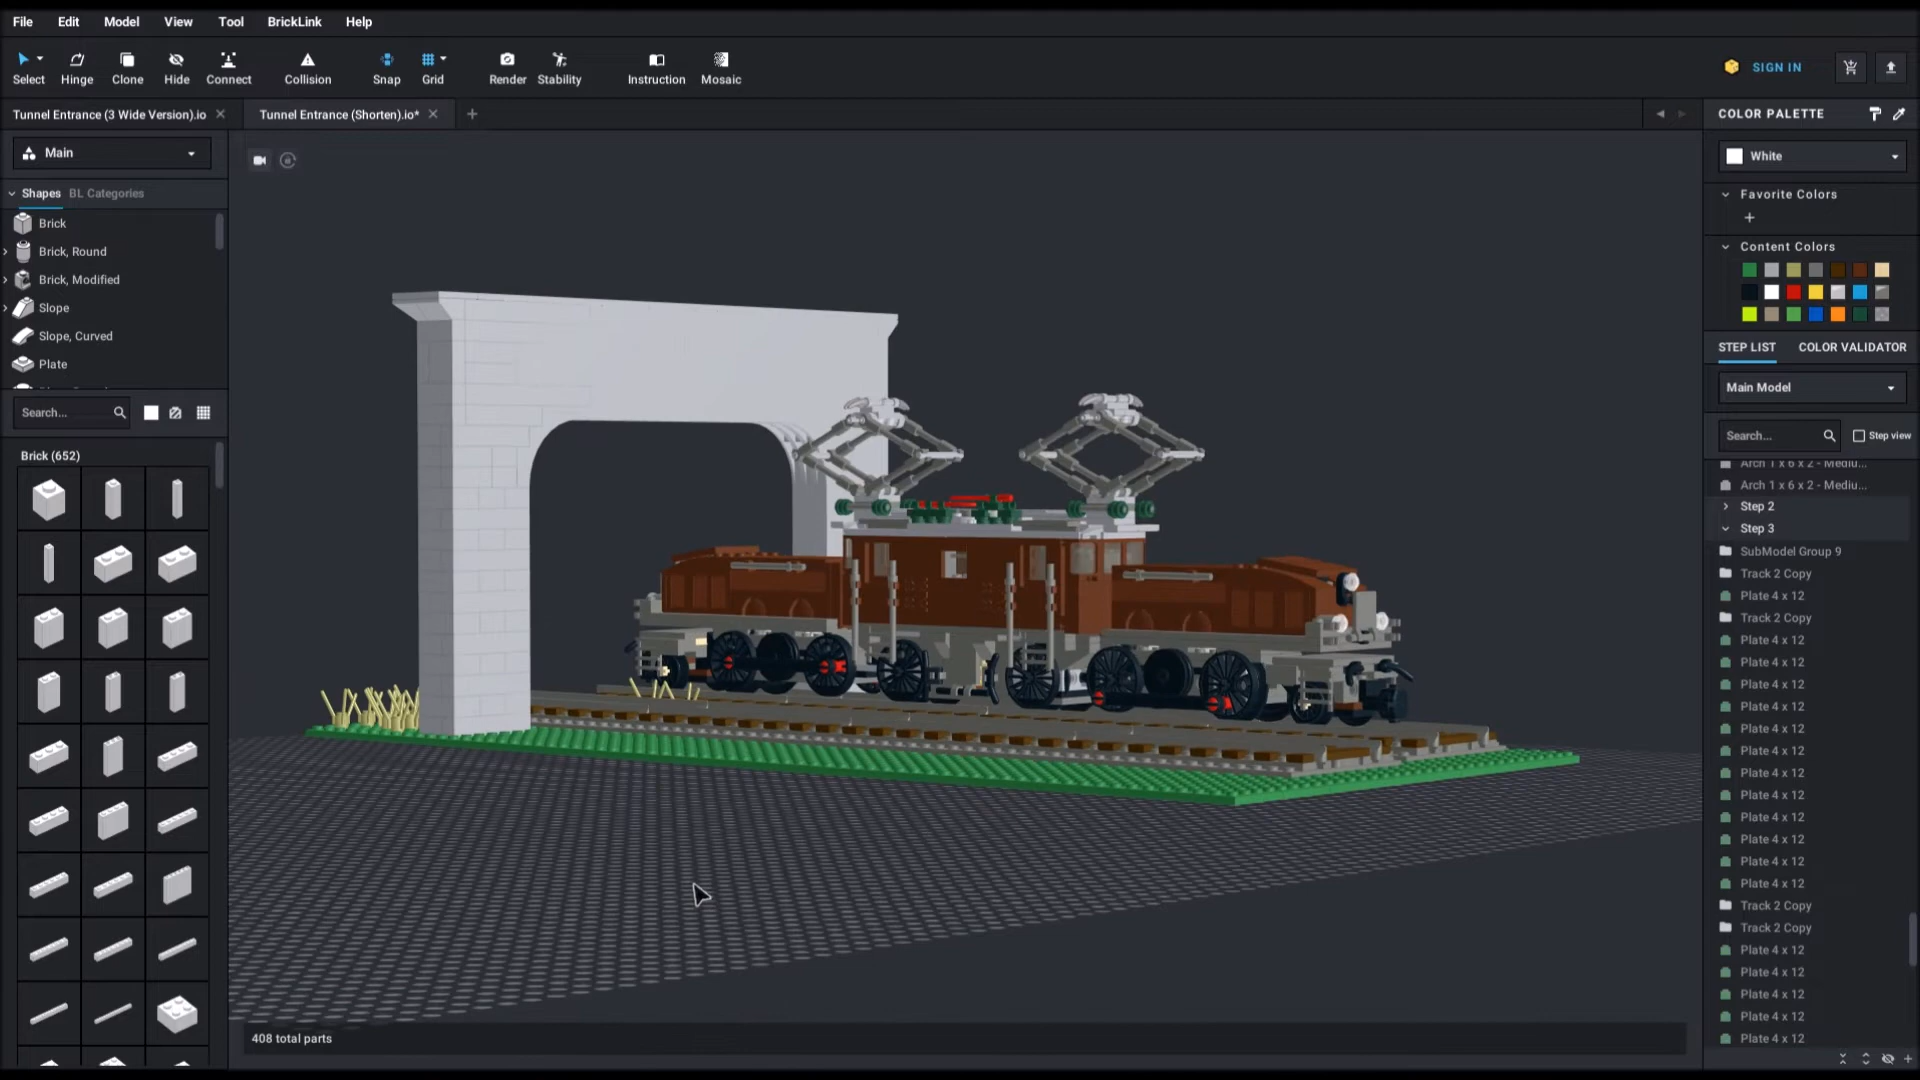 File Edit Model View Tool BrickLink Help
Select Hinge Clone Hide Connect Collision Snap Grid Render Stability Instruction Mosaic
SIGN IN
Tunnel Entrance (3 Wide Version).io
Tunnel Entrance (Shorten).io*
Main
Shapes BL Categories
Brick
Brick, Round
Brick, Modified
Slope
Slope, Curved
Plate
Search...
Brick (652)
408 total parts
COLOR PALETTE
White
Favorite Colors
Content Colors
STEP LIST COLOR VALIDATOR
Main Model
Search... Step view
Arch 1 x 6 x 2 - Mediu...
Arch 1 x 6 x 2 - Mediu...
Step 2
Step 3
SubModel Group 9
Track 2 Copy
Plate 4 x 12
Track 2 Copy
Plate 4 x 12
Plate 4 x 12
Plate 4 x 12
Plate 4 x 12
Plate 4 x 12
Plate 4 x 12
Plate 4 x 12
Plate 4 x 12
Plate 4 x 12
Plate 4 x 12
Plate 4 x 12
Plate 4 x 12
Track 2 Copy
Track 2 Copy
Plate 4 x 12
Plate 4 x 12
Plate 4 x 12
Plate 4 x 12
Plate 4 x 12